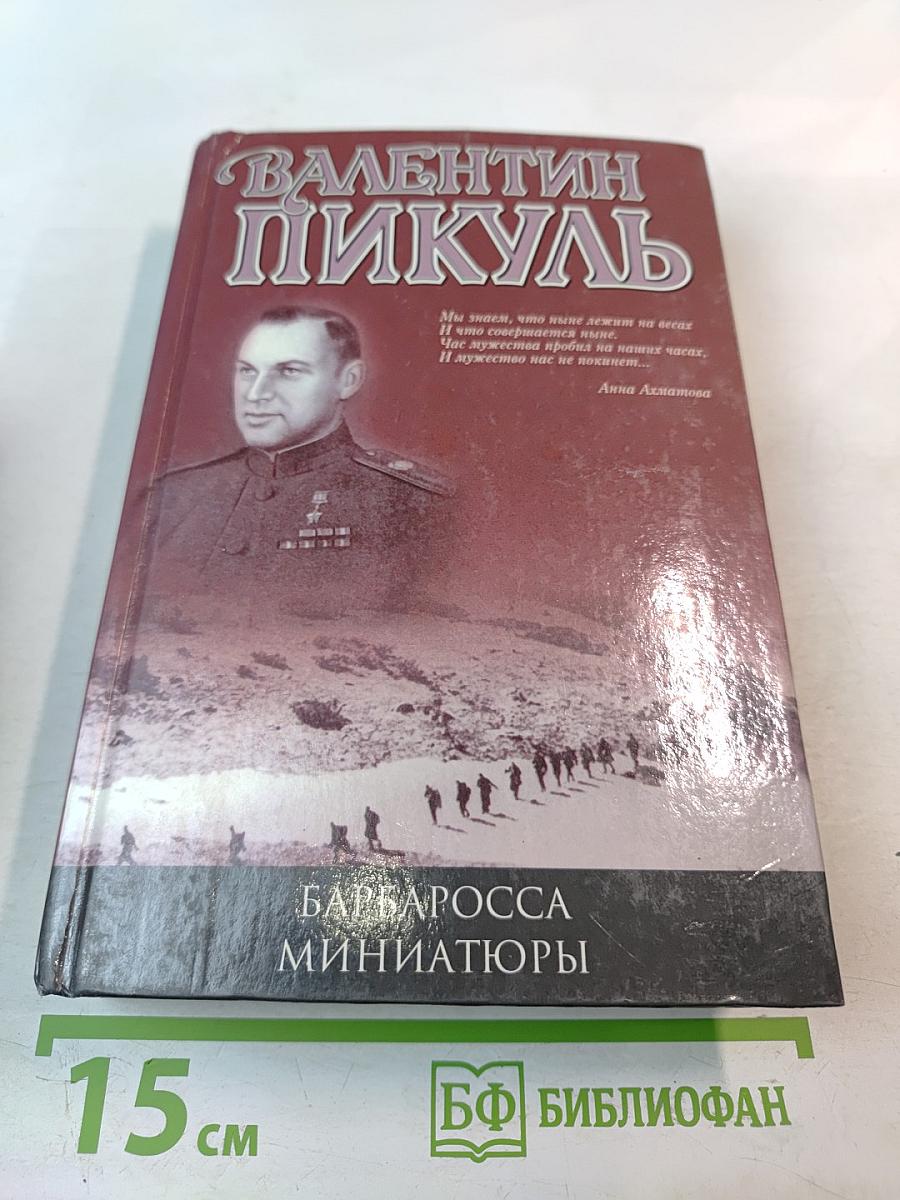 ВАЛЕНТИН
ПИКУЛЬ
Мы знаем, что ныне лежит на весах
И что совершается ныне.
Час мужества пробил на наших часах,
И мужество нас не покинет...
Анна Ахматова
БАРБАРОССА
МИНИАТЮРЫ
15 см
БФ БИБЛИОФАН